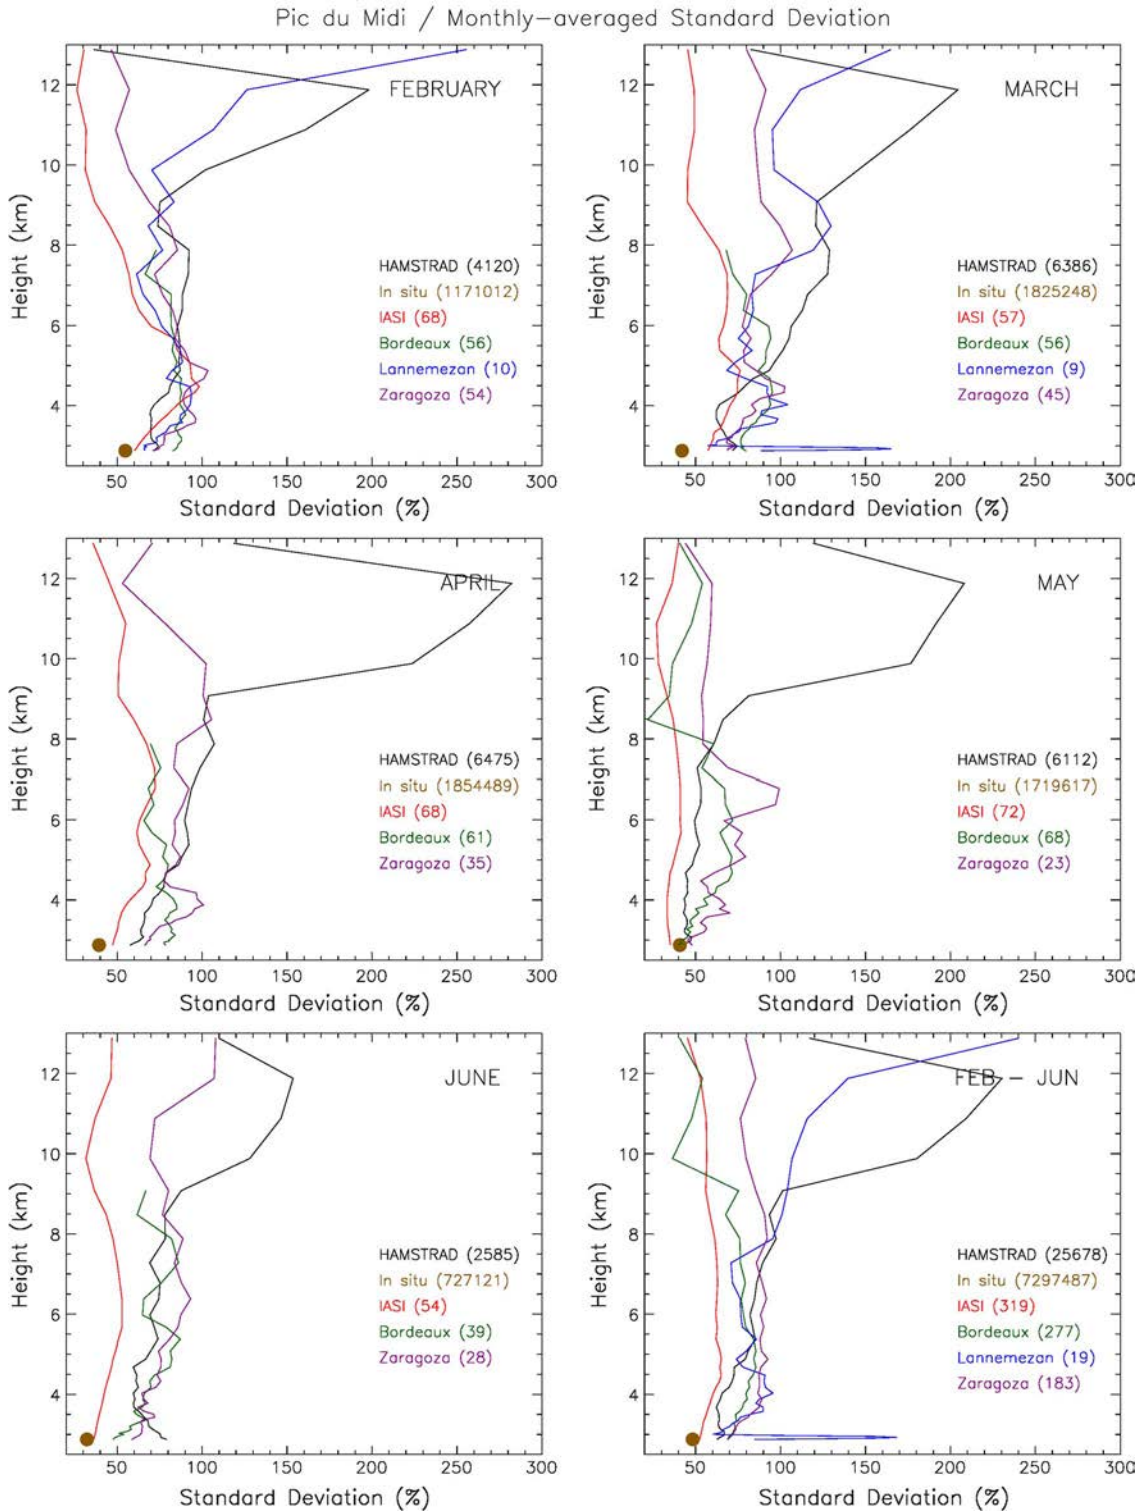 Pic du Midi / Monthly-averaged Standard Deviation
FEBRUARY
12
10
8
6
4
Height (km)
HAMSTRAD (4120)
In situ (1171012)
IASI (68)
Bordeaux (56)
Lannemezan (10)
Zaragoza (54)
50 100 150 200 250 300
Standard Deviation (%)
MARCH
12
10
8
6
4
Height (km)
HAMSTRAD (6386)
In situ (1825248)
IASI (57)
Bordeaux (56)
Lannemezan (9)
Zaragoza (45)
50 100 150 200 250 300
Standard Deviation (%)
APRIL
12
10
8
6
4
Height (km)
HAMSTRAD (6475)
In situ (1854489)
IASI (68)
Bordeaux (61)
Zaragoza (35)
50 100 150 200 250 300
Standard Deviation (%)
MAY
12
10
8
6
4
Height (km)
HAMSTRAD (6112)
In situ (1719617)
IASI (72)
Bordeaux (68)
Zaragoza (23)
50 100 150 200 250 300
Standard Deviation (%)
JUNE
12
10
8
6
4
Height (km)
HAMSTRAD (2585)
In situ (727121)
IASI (54)
Bordeaux (39)
Zaragoza (28)
50 100 150 200 250 300
Standard Deviation (%)
FEB - JUN
12
10
8
6
4
Height (km)
HAMSTRAD (25678)
In situ (7297487)
IASI (319)
Bordeaux (277)
Lannemezan (19)
Zaragoza (183)
50 100 150 200 250 300
Standard Deviation (%)